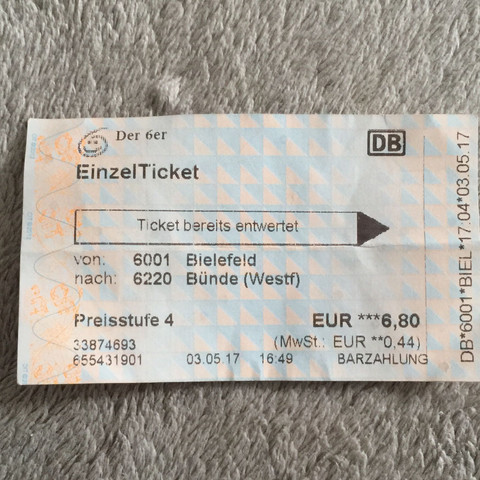 Der 6er
DB
EinzelTicket
Ticket bereits entwertet
von: 6001 Bielefeld
nach: 6220 Bünde (Westf)
Preisstufe 4 EUR ***6,80
33874693 (MwSt.: EUR **0,44)
655431901 03.05.17 16:49 BARZAHLUNG
DB*6001*BIEL*17:04*03.05.17